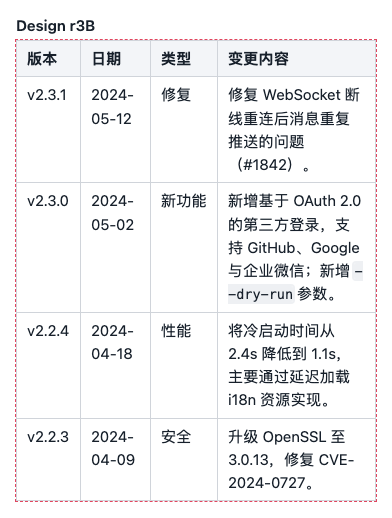 Design r3B
版本 日期 类型 变更内容
v2.3.1 2024-05-12 修复 修复 WebSocket 断
线重连后消息重复
推送的问题
（#1842）。
v2.3.0 2024-05-02 新功能 新增基于 OAuth 2.0
的第三方登录，支
持 GitHub、Google
与企业微信；新增 -
-dry-run 参数。
v2.2.4 2024-04-18 性能 将冷启动时间从
2.4s 降低到 1.1s，
主要通过延迟加载
i18n 资源实现。
v2.2.3 2024-04-09 安全 升级 OpenSSL 至
3.0.13，修复 CVE-
2024-0727。